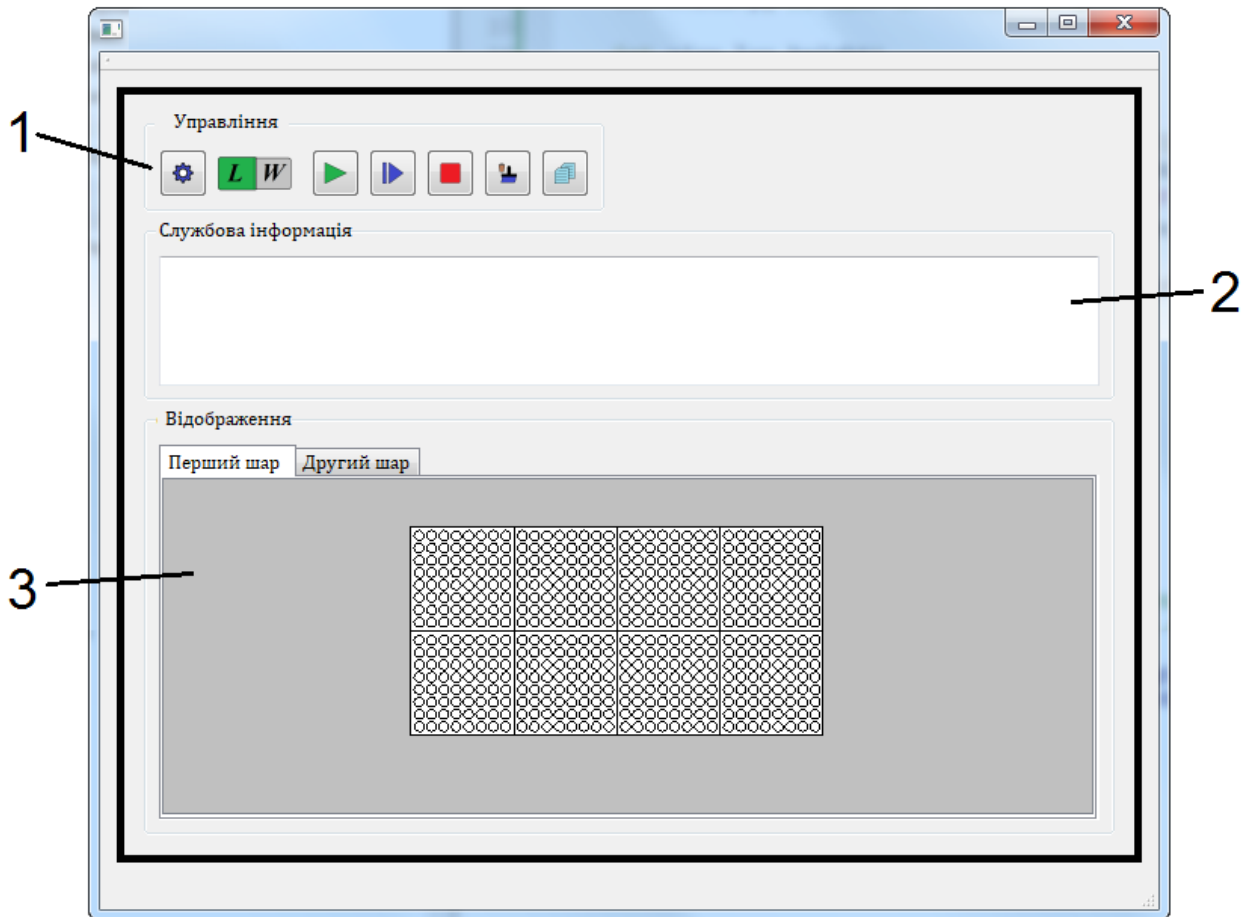 1
Управління
L W
Службова інформація
2
Відображення
Перший шар Другий шар
3